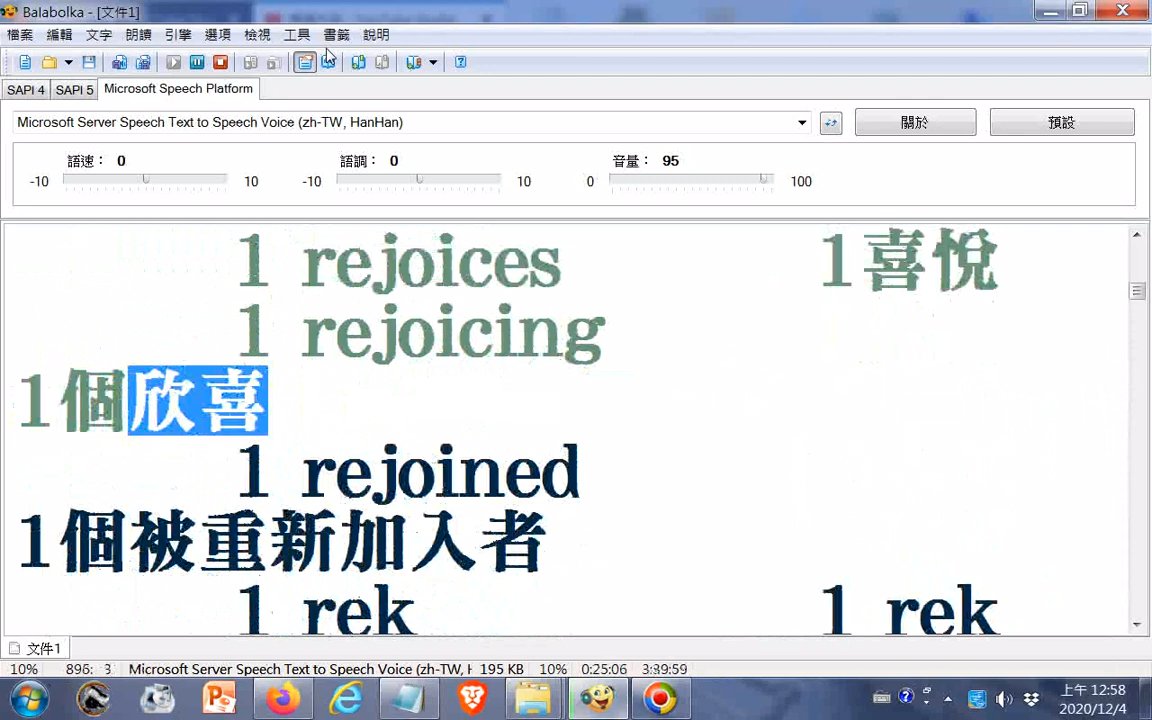 Balabolka - [文件1]
檔案 編輯 文字 朗讀 引擎 選項 檢視 工具 書籤 說明
SAPI 4 SAPI 5 Microsoft Speech Platform
Microsoft Server Speech Text to Speech Voice (zh-TW, HanHan) 關於 預設
語速： 0 語調： 0 音量： 95
-10 10 -10 10 0 100
1 rejoices 1喜悅
1 rejoicing
1個欣喜
1 rejoined
1個被重新加入者
1 rek 1 rek
文件1
10% 896: 3 Microsoft Server Speech Text to Speech Voice (zh-TW, H 195 KB 10% 0:25:06 3:39:59
上午 12:58
2020/12/4